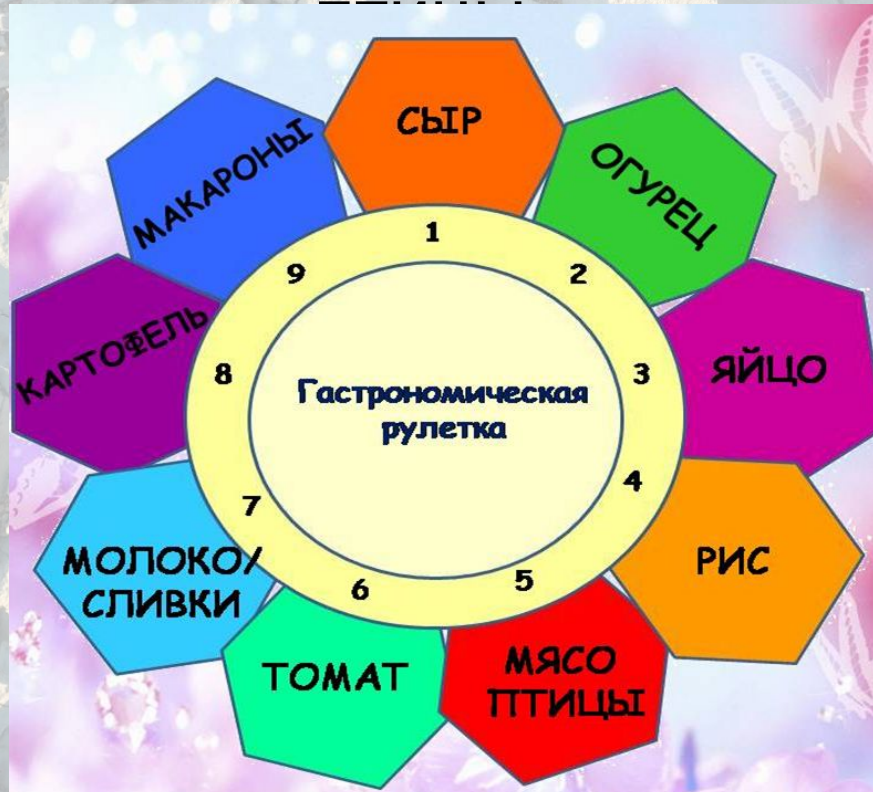 СЫР
ОГУРЕЦ
ЯЙЦО
РИС
МЯСО
ПТИЦЫ
ТОМАТ
МОЛОКО/
СЛИВКИ
КАРТОФЕЛЬ
МАКАРОНЫ
1
2
3
4
5
6
7
8
9
Гастрономическая
рулетка